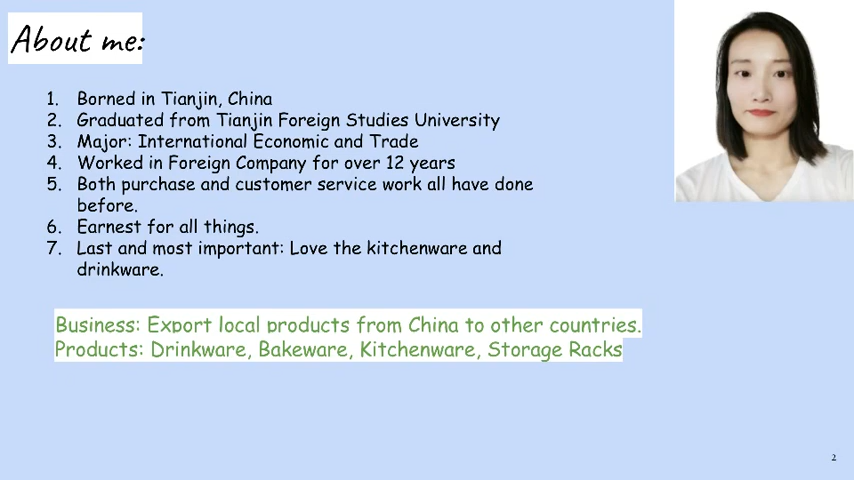 About me:
1. Borned in Tianjin, China
2. Graduated from Tianjin Foreign Studies University
3. Major: International Economic and Trade
4. Worked in Foreign Company for over 12 years
5. Both purchase and customer service work all have done
before.
6. Earnest for all things.
7. Last and most important: Love the kitchenware and
drinkware.
Business: Export local products from China to other countries.
Products: Drinkware, Bakeware, Kitchenware, Storage Racks
2